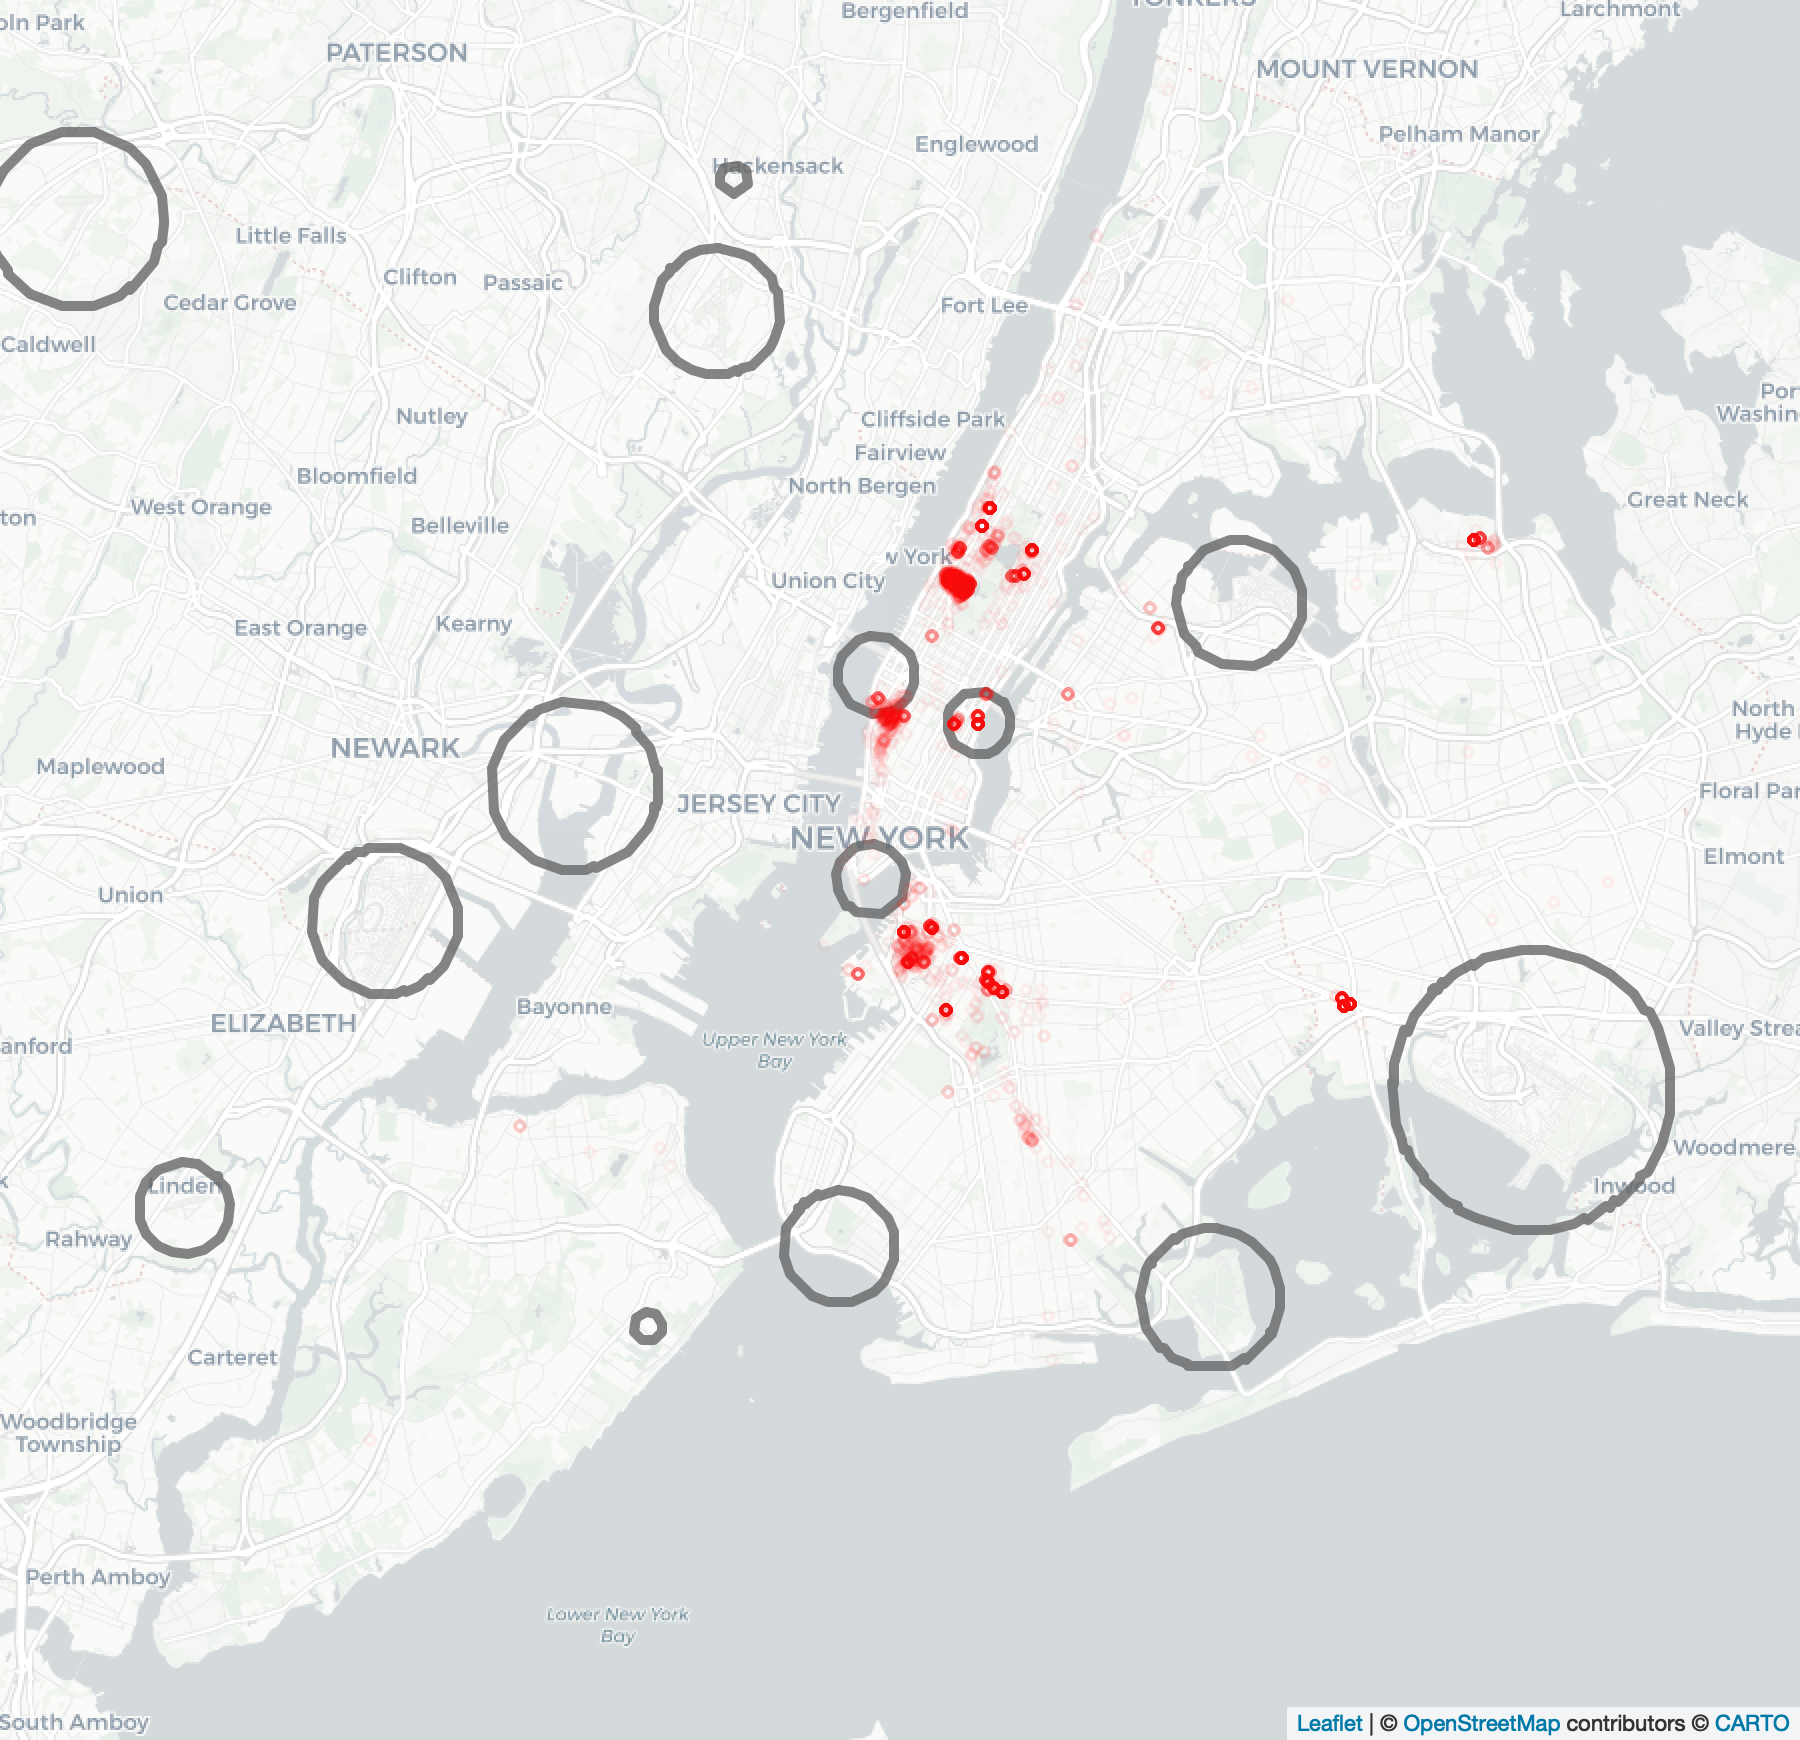 oln Park
Bergenfield
YONKERS
Larchmont
PATERSON
MOUNT VERNON
Pelham Manor
Englewood
Hackensack
Little Falls
Clifton
Passaic
Cedar Grove
Fort Lee
Caldwell
Port
Washin
Nutley
Cliffside Park
Fairview
Bloomfield
North Bergen
West Orange
Great Neck
ton
Belleville
w York
Union City
East Orange
Kearny
North
Hyde
NEWARK
Maplewood
JERSEY CITY
Floral Par
NEW YORK
Elmont
Union
Bayonne
ELIZABETH
Valley Strea
anford
Upper New York
Bay
Woodmere
Linden
Inwood
k
Rahway
Carteret
Woodbridge
Township
Perth Amboy
Lower New York
Bay
South Amboy
Leaflet | © OpenStreetMap contributors © CARTO